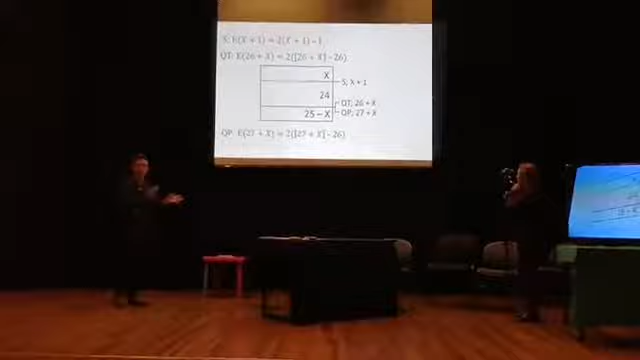 S: E(X + 1) = 2(X + 1) - 1
QT: E(26 + X) = 2([26 + X] - 26)
X
S; X + 1
24
QT; 26 + X
25 - X
QP; 27 + X
QP: E(27 + X) = 2([27 + X] - 26)